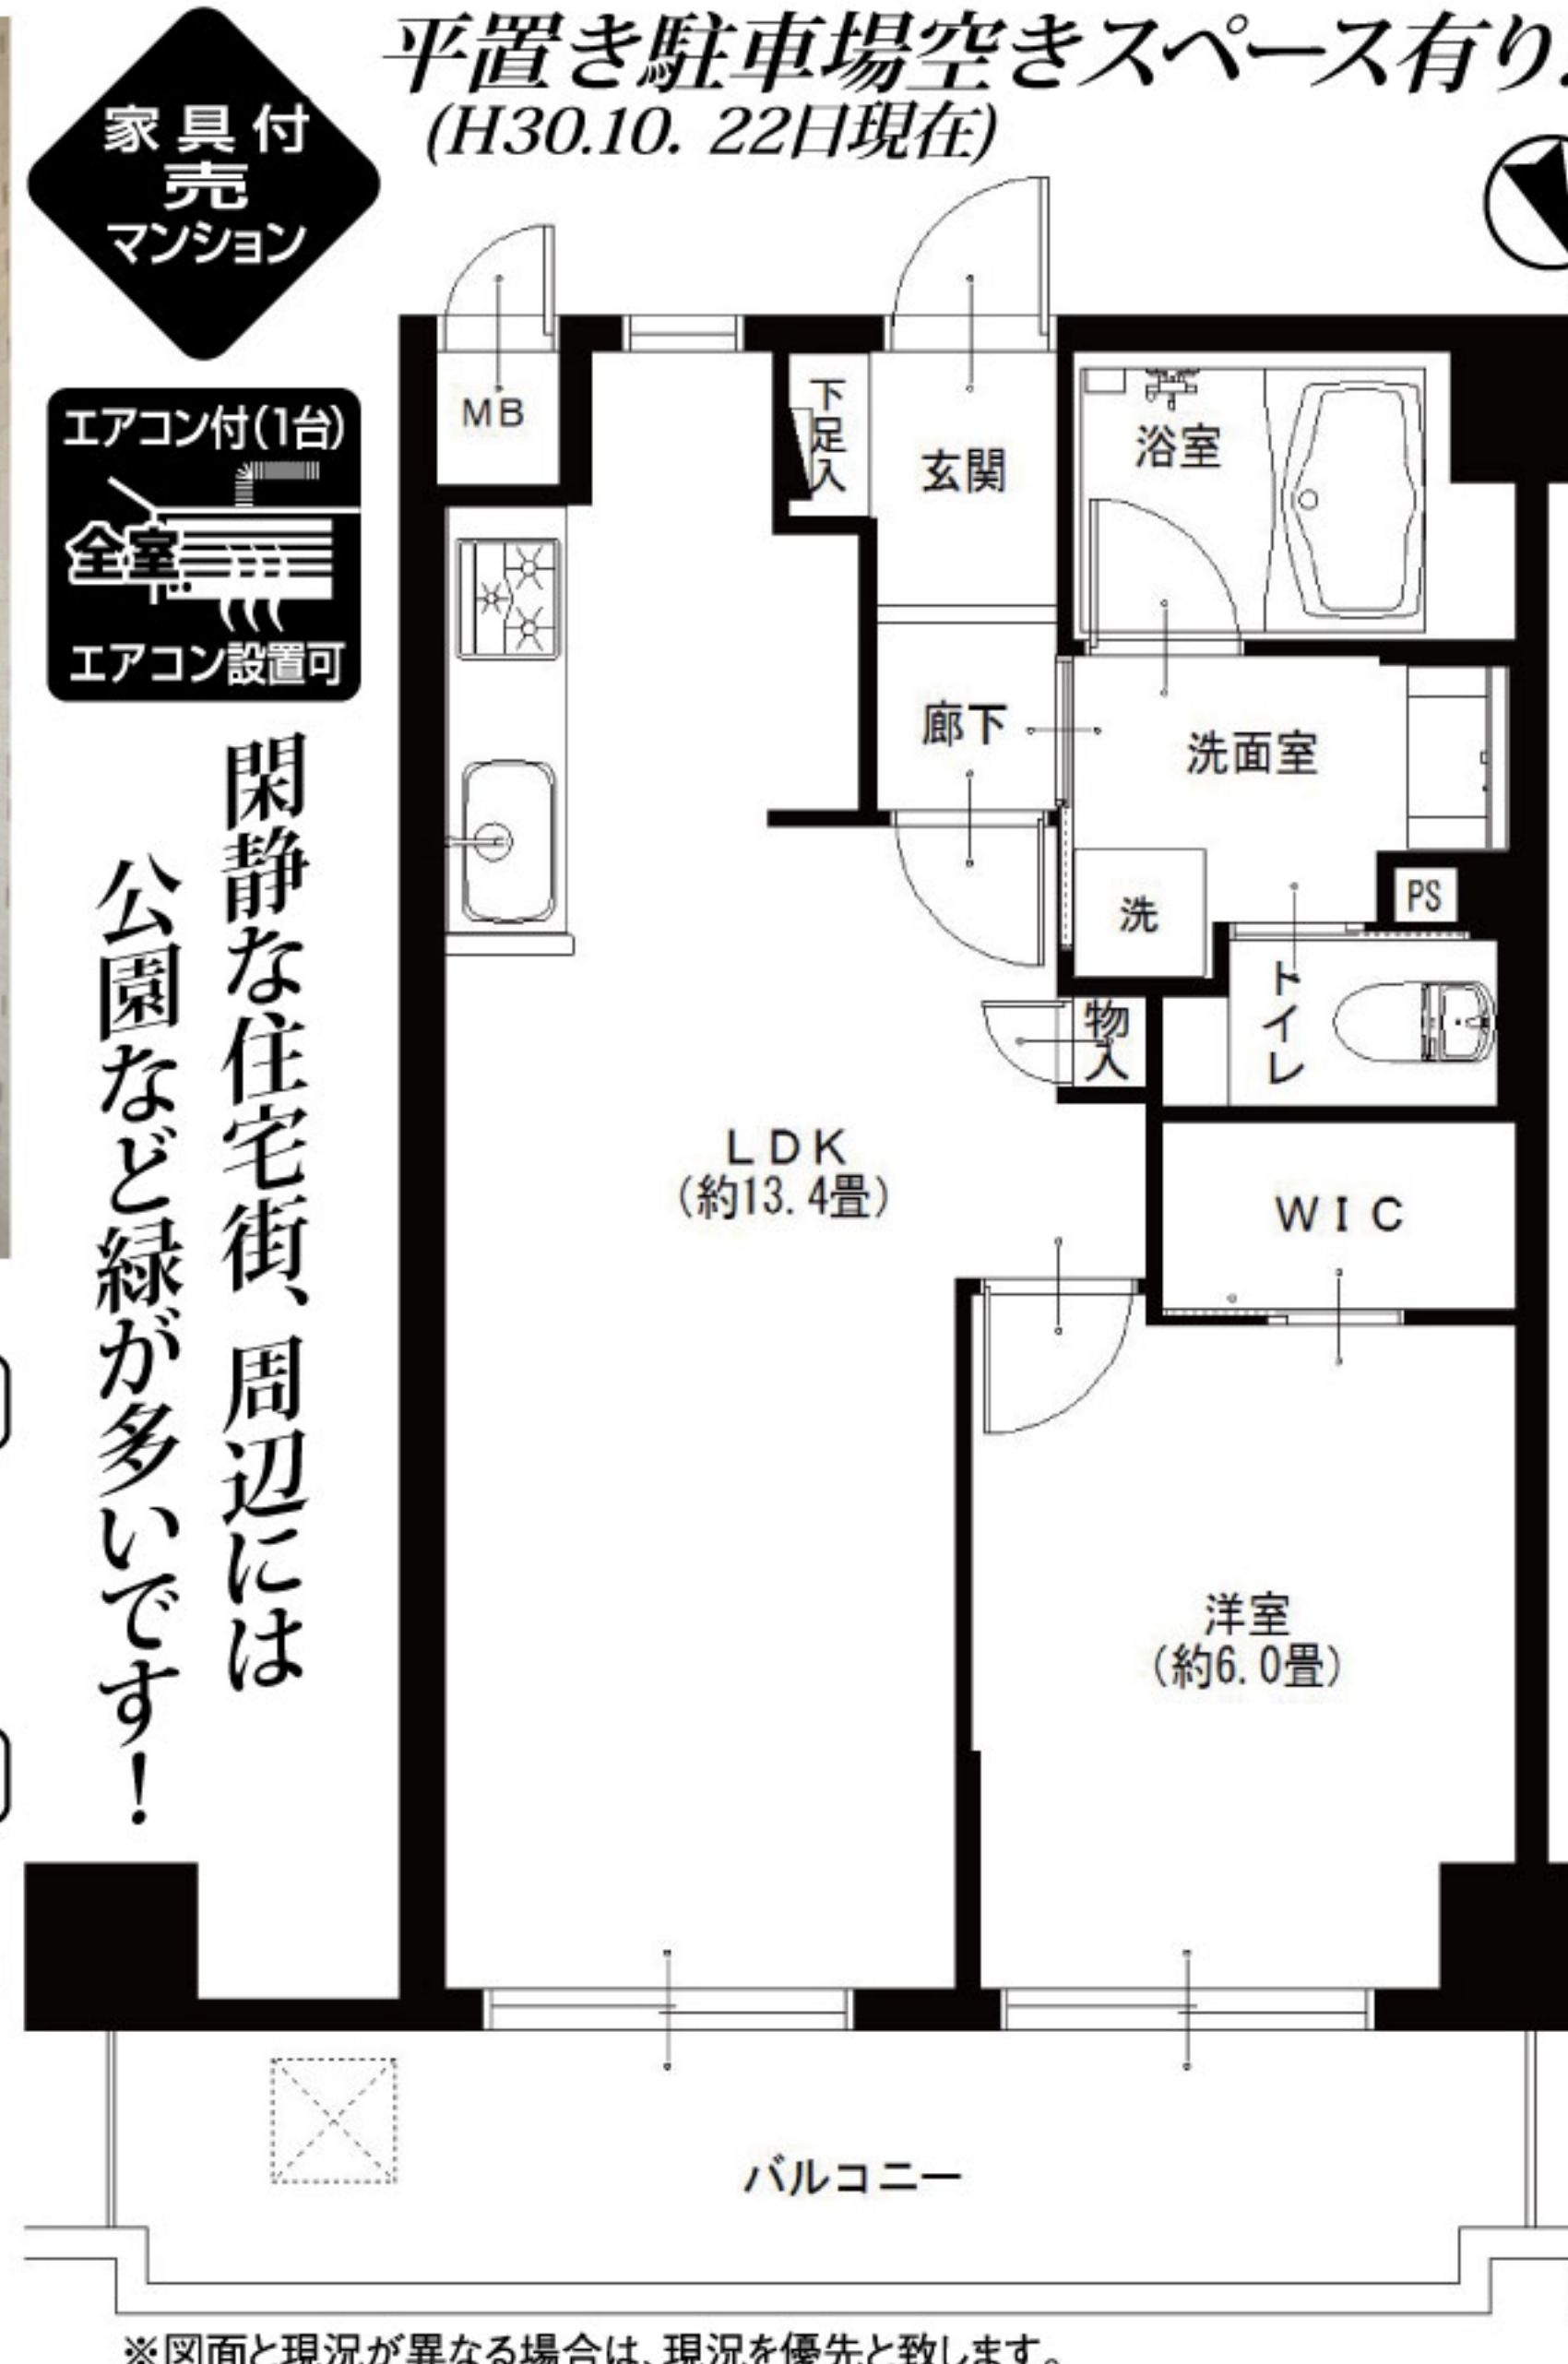 平置き駐車場空きスペース有り
(H30.10. 22日現在)
家具付
売
マンション
エアコン付(1台)
全室
エアコン設置可
閑静な住宅街、周辺には
公園など緑が多いです!
MB
下足入
玄関
浴室
廊下
洗面室
洗
PS
トイレ
物入
LDK
(約13.4畳)
WIC
洋室
(約6.0畳)
バルコニー
※図面と現況が異なる場合は、現況を優先と致します。